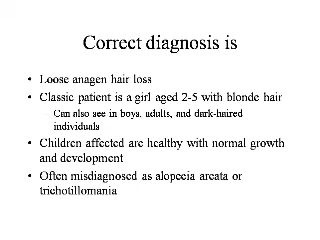 Correct diagnosis is
• Loose anagen hair loss
• Classic patient is a girl aged 2-5 with blonde hair
Can also see in boys, adults, and dark-haired
individuals
• Children affected are healthy with normal growth
and development
• Often misdiagnosed as alopecia areata or
trichotillomania